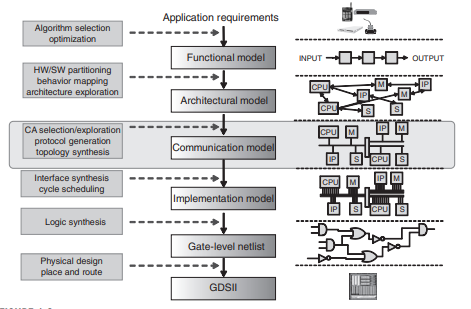 Application requirements
Algorithm selection
optimization
Functional model
INPUT
OUTPUT
HW/SW partitioning
behavior mapping
architecture exploration
Architectural model
CPU
M
IP
IP
CPU
S
S
CA selection/exploration
protocol generation
topology synthesis
Communication model
CPU
M
IP
M
IP
S
CPU
S
Interface synthesis
cycle scheduling
Implementation model
CPU
M
IP
M
IP
S
CPU
S
Logic synthesis
Gate-level netlist
Physical design
place and route
GDSII